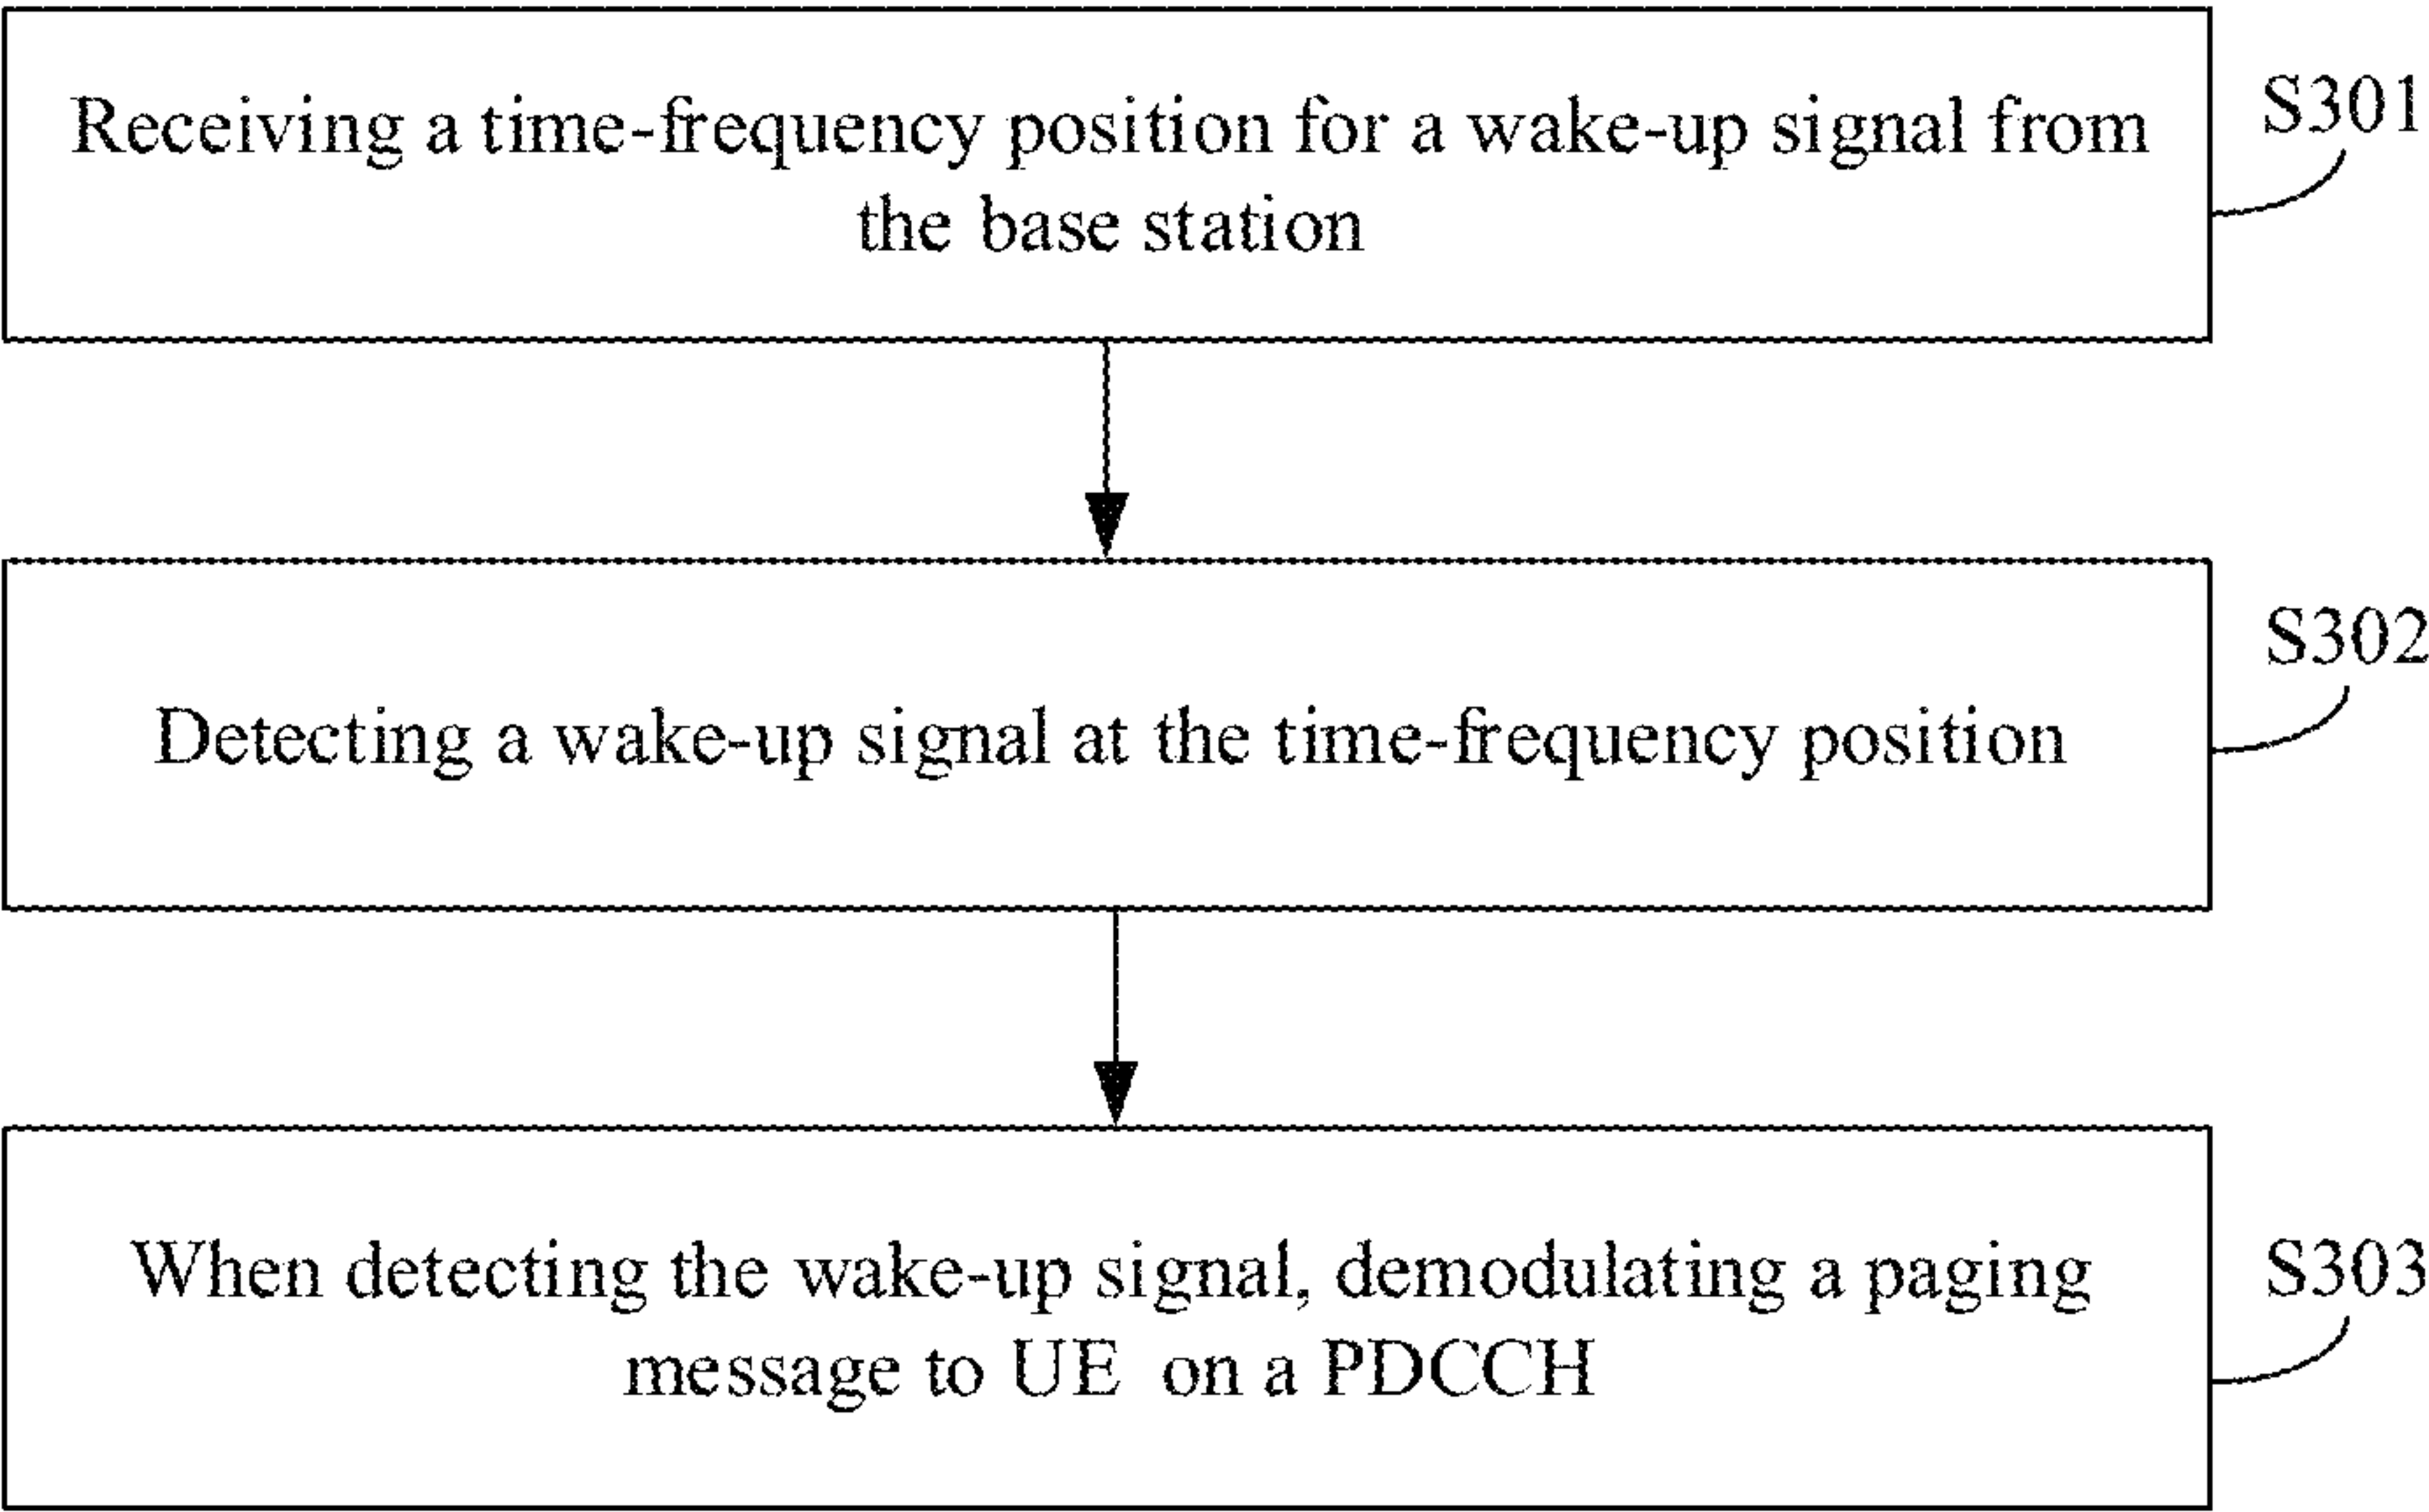 Receiving a time-frequency position for a wake-up signal from
the base station
S301
Detecting a wake-up signal at the time-frequency position
S302
When detecting the wake-up signal, demodulating a paging
message to UE on a PDCCH
S303